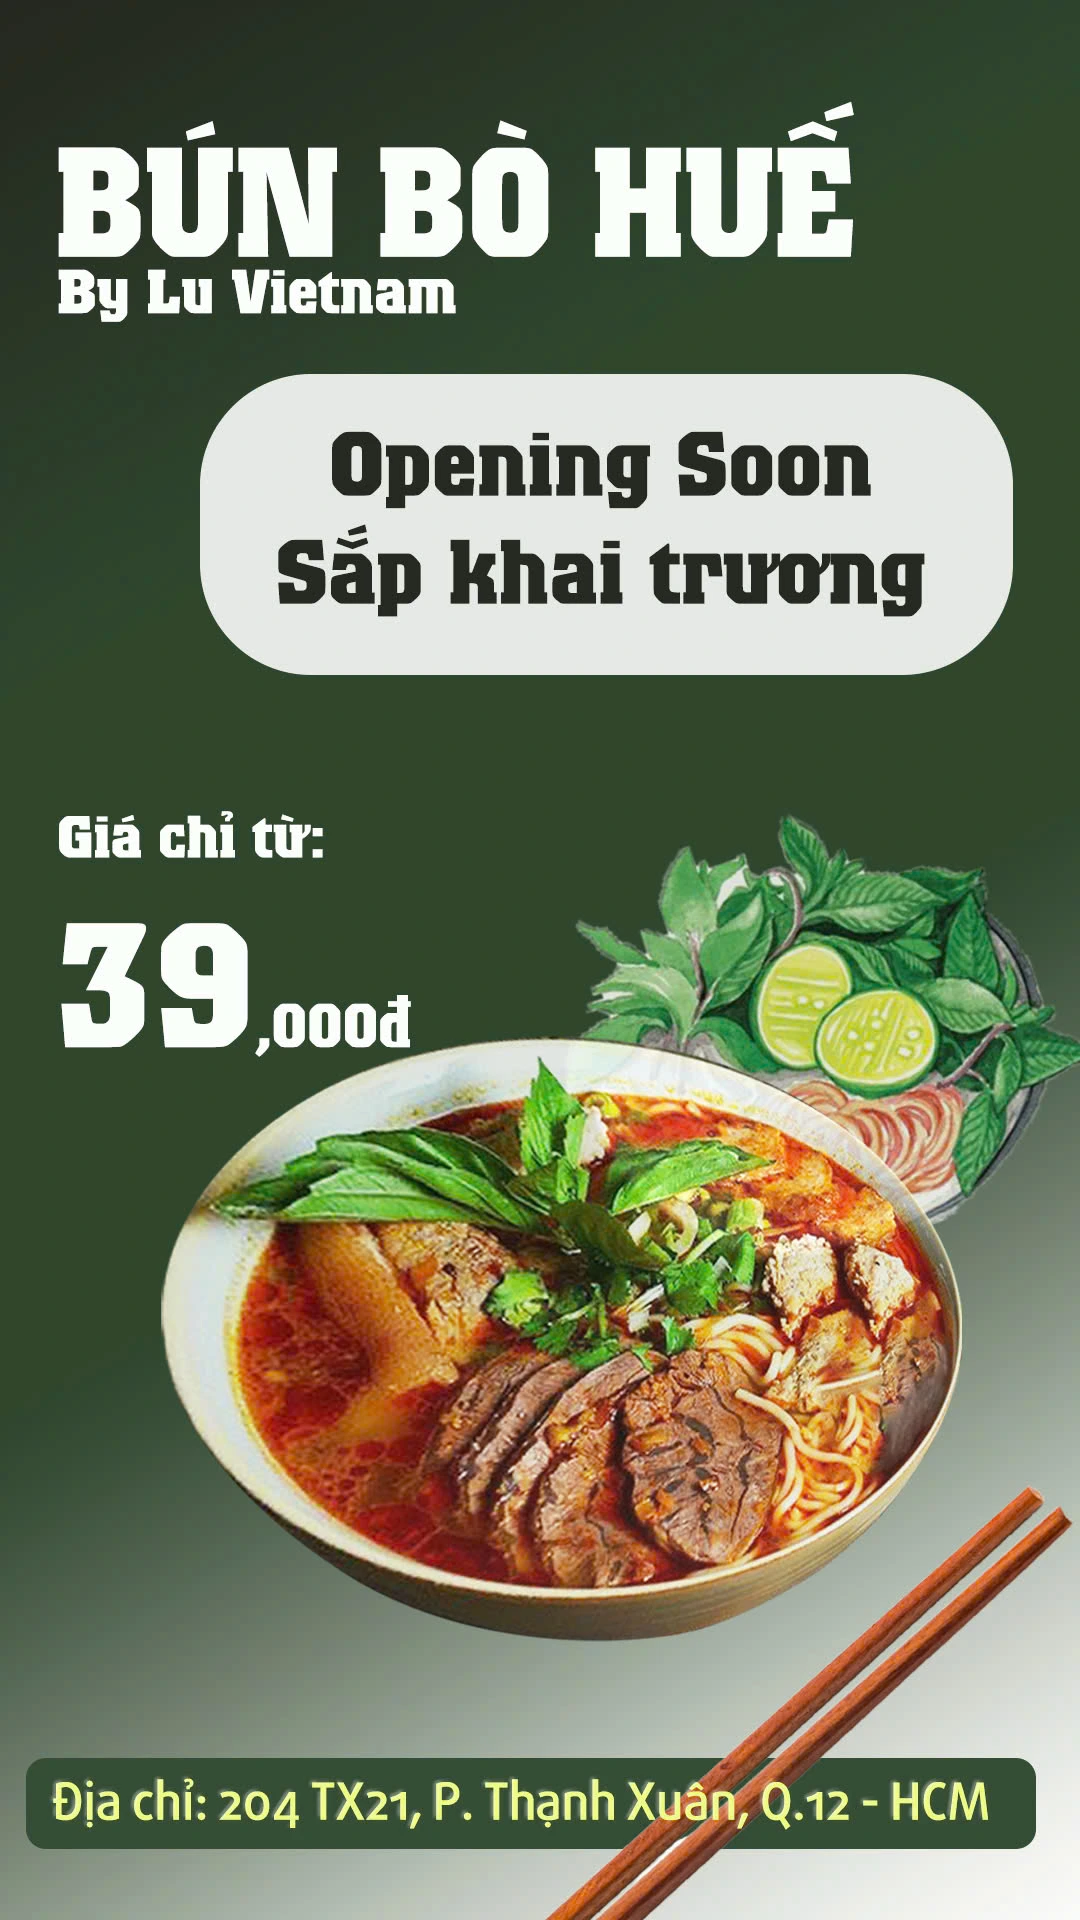 BÚN BÒ HUẾ
By Lu Vietnam
Opening Soon
Sắp khai trương
Giá chỉ từ:
39,000đ
Địa chỉ: 204 TX21, P. Thạnh Xuân, Q.12 - HCM